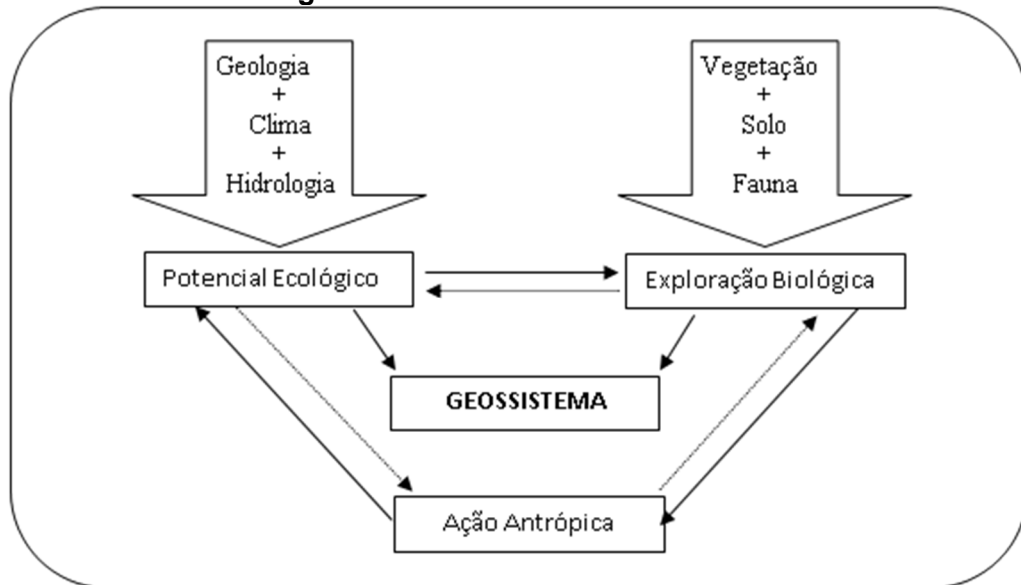 Geologia
+
Clima
+
Hidrologia
Vegetação
+
Solo
+
Fauna
Potencial Ecológico
Exploração Biológica
GEOSSISTEMA
Ação Antrópica